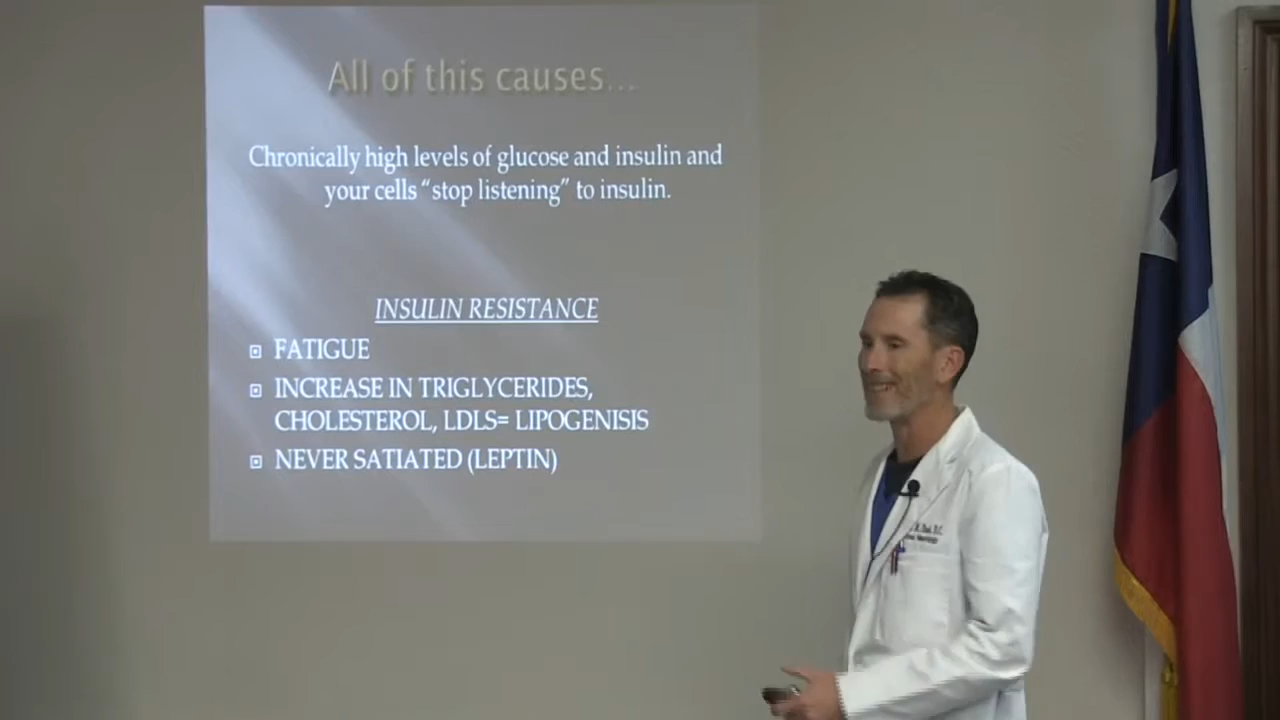 All of this causes...
Chronically high levels of glucose and insulin and
your cells “stop listening” to insulin.
INSULIN RESISTANCE
FATIGUE
INCREASE IN TRIGLYCERIDES,
CHOLESTEROL, LDLS= LIPOGENISIS
NEVER SATIATED (LEPTIN)